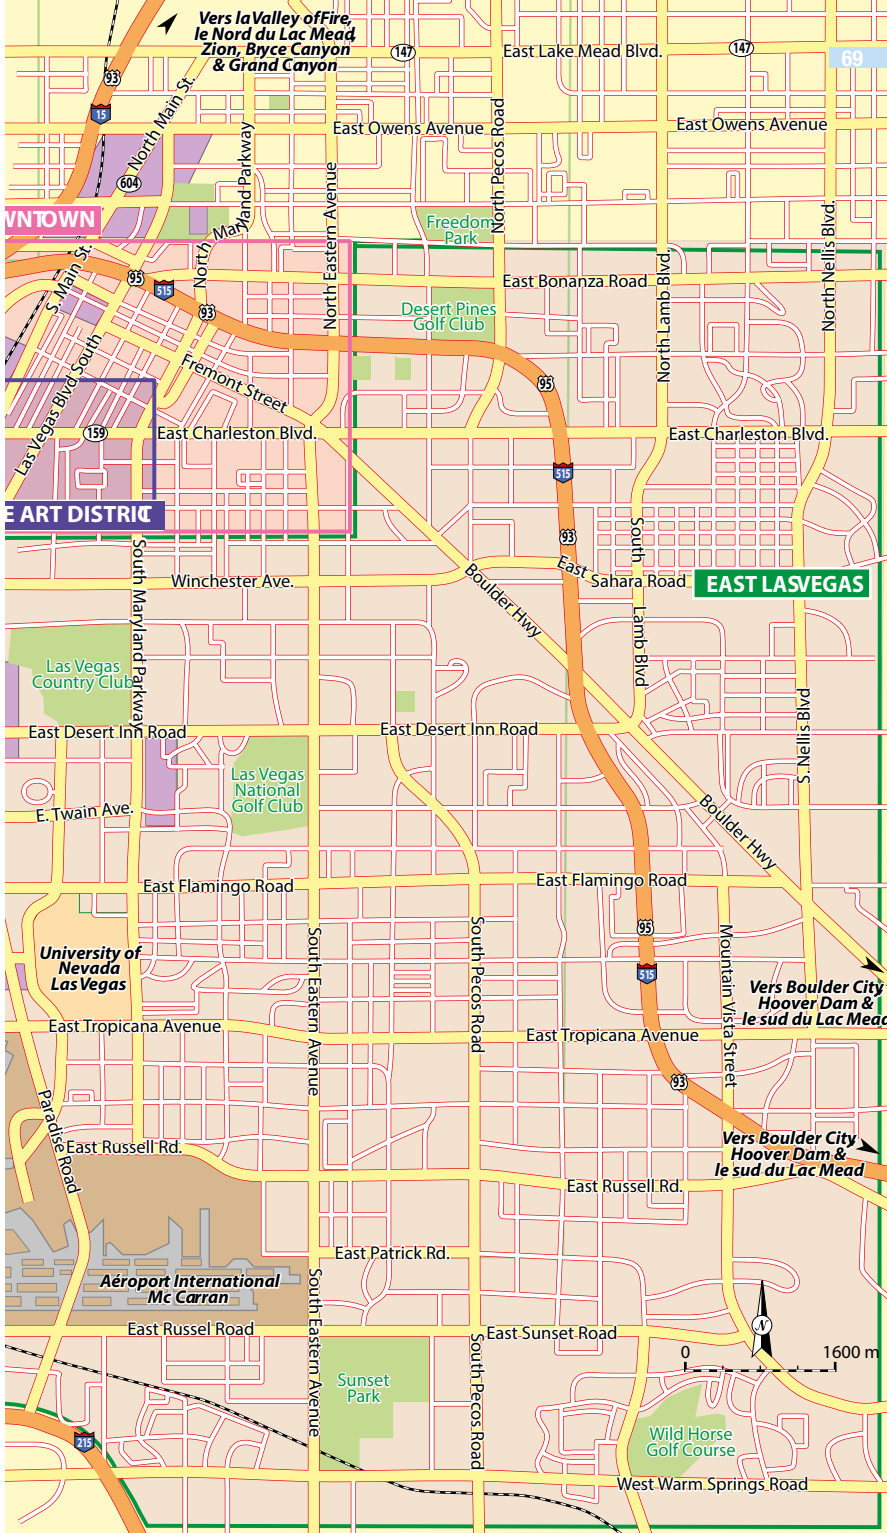 Vers la Valley of Fire,
le Nord du Lac Mead
Zion, Bryce Canyon
& Grand Canyon
147
East Lake Mead Blvd.
147
69
93
15
North Main St.
East Owens Avenue
East Owens Avenue
North Pecos Road
604
North Maryland Parkway
North Eastern Avenue
WNTOWN
Freedom
Park
North Nellis Blvd.
S. Main St.
95
515
93
East Bonanza Road
North Lamb Blvd.
Desert Pines
Golf Club
Las Vegas Blvd South
Fremont Street
95
159
East Charleston Blvd.
East Charleston Blvd.
515
E ART DISTRICT
93
South Lamb Blvd
South Maryland Parkway
Winchester Ave.
Boulder Hwy
East Sahara Road
EAST LAS VEGAS
Las Vegas
Country Club
East Desert Inn Road
East Desert Inn Road
S. Nellis Blvd
Las Vegas
National
Golf Club
E. Twain Ave.
Boulder Hwy
East Flamingo Road
East Flamingo Road
95
University of
Nevada
Las Vegas
South Eastern Avenue
South Pecos Road
Mountain Vista Street
515
Vers Boulder City
Hoover Dam &
le sud du Lac Mead
East Tropicana Avenue
East Tropicana Avenue
93
Paradise Road
East Russell Rd.
Vers Boulder City
Hoover Dam &
le sud du Lac Mead
East Russell Rd.
East Patrick Rd.
Aéroport International
Mc Carran
South Eastern Avenue
East Russel Road
East Sunset Road
N
0
1600 m
South Pecos Road
Sunset
Park
215
Wild Horse
Golf Course
West Warm Springs Road